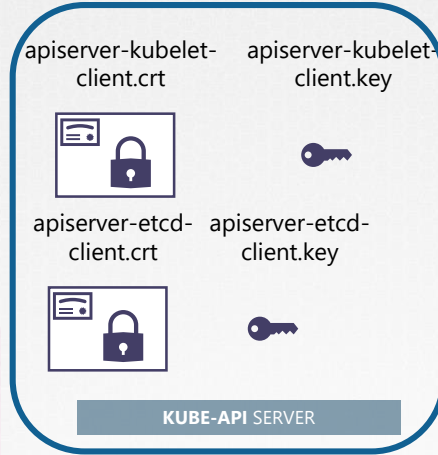 apiserver-kubelet-
client.crt
apiserver-kubelet-
client.key
apiserver-etcd-
client.crt
apiserver-etcd-
client.key
KUBE-API SERVER